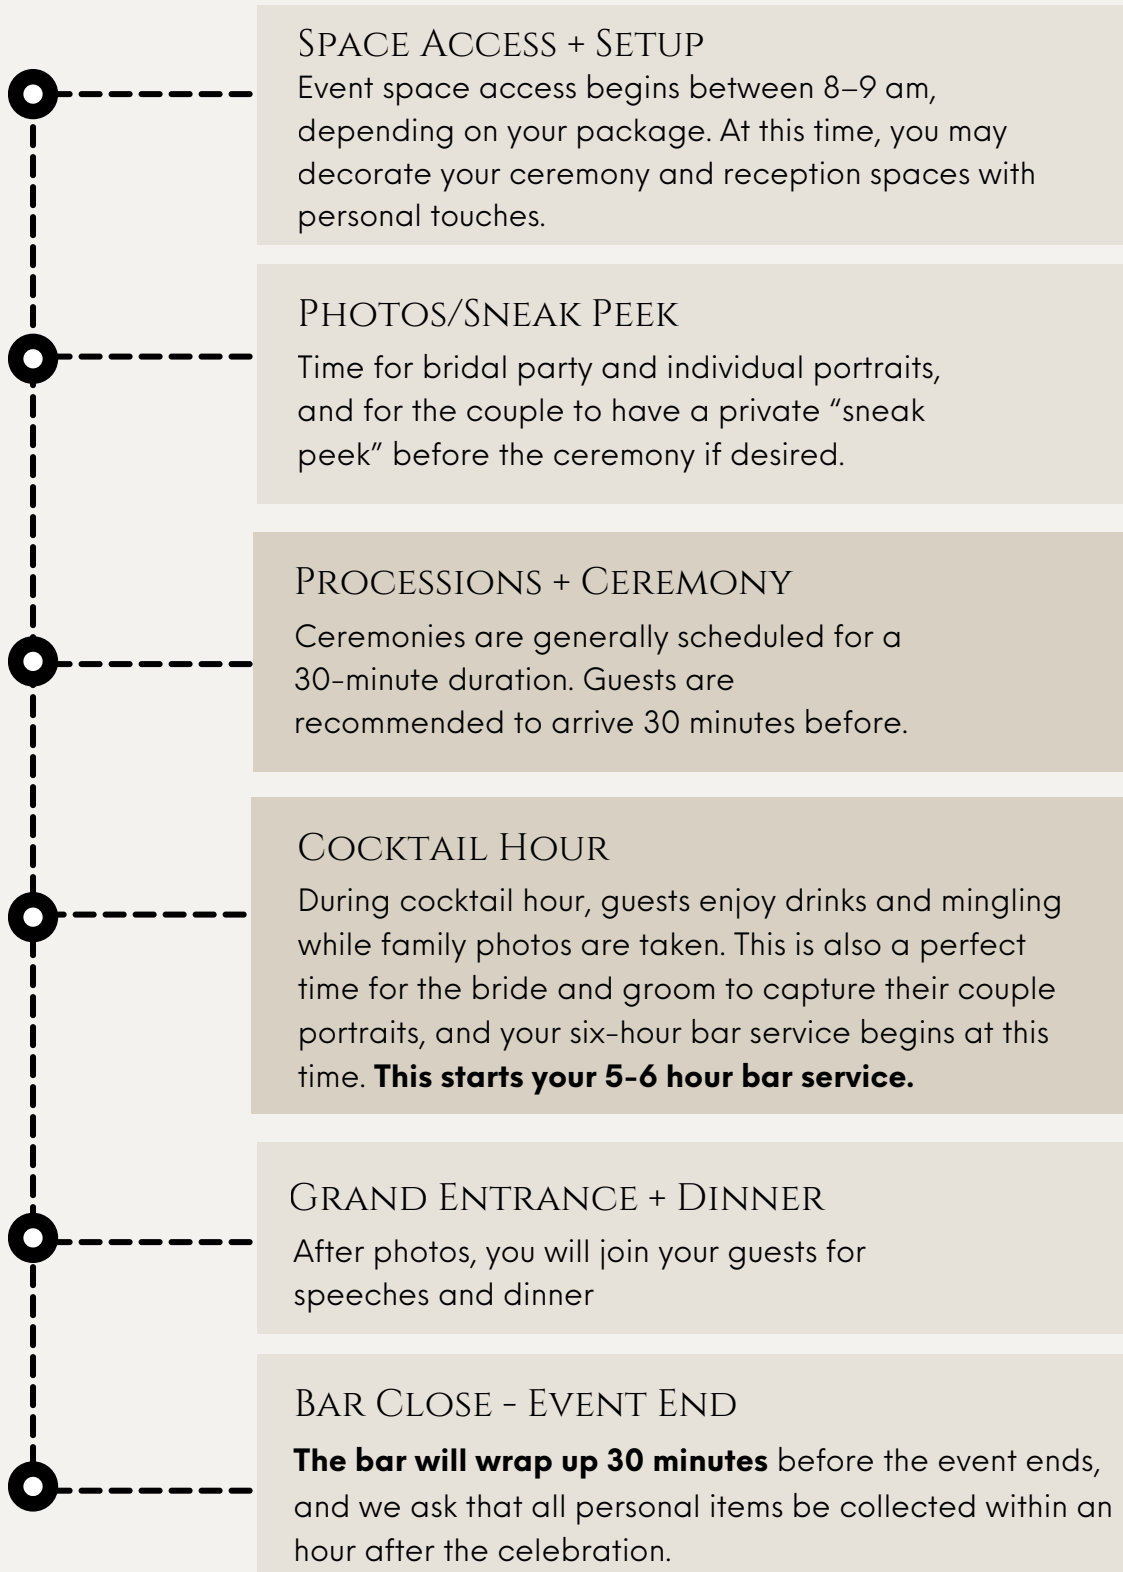 Space Access + Setup
Event space access begins between 8–9 am,
depending on your package. At this time, you may
decorate your ceremony and reception spaces with
personal touches.
Photos/Sneak Peek
Time for bridal party and individual portraits,
and for the couple to have a private “sneak
peek” before the ceremony if desired.
Processions + Ceremony
Ceremonies are generally scheduled for a
30-minute duration. Guests are
recommended to arrive 30 minutes before.
Cocktail Hour
During cocktail hour, guests enjoy drinks and mingling
while family photos are taken. This is also a perfect
time for the bride and groom to capture their couple
portraits, and your six-hour bar service begins at this
time. This starts your 5-6 hour bar service.
Grand Entrance + Dinner
After photos, you will join your guests for
speeches and dinner
Bar Close - Event End
The bar will wrap up 30 minutes before the event ends,
and we ask that all personal items be collected within an
hour after the celebration.